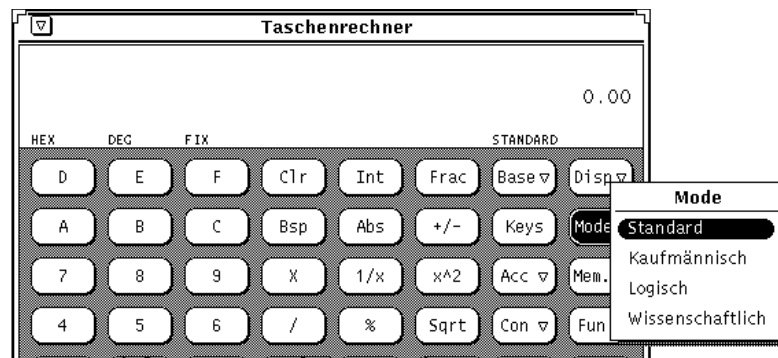 Taschenrechner
0.00
HEX DEG FIX STANDARD
D E F Clr Int Frac Base Disp
Mode
A B C Bsp Abs +/- Keys Mode
Standard
Kaufmännisch
7 8 9 X 1/x x^2 Acc Mem.
Logisch
4 5 6 / % Sqrt Con Fun
Wissenschaftlich